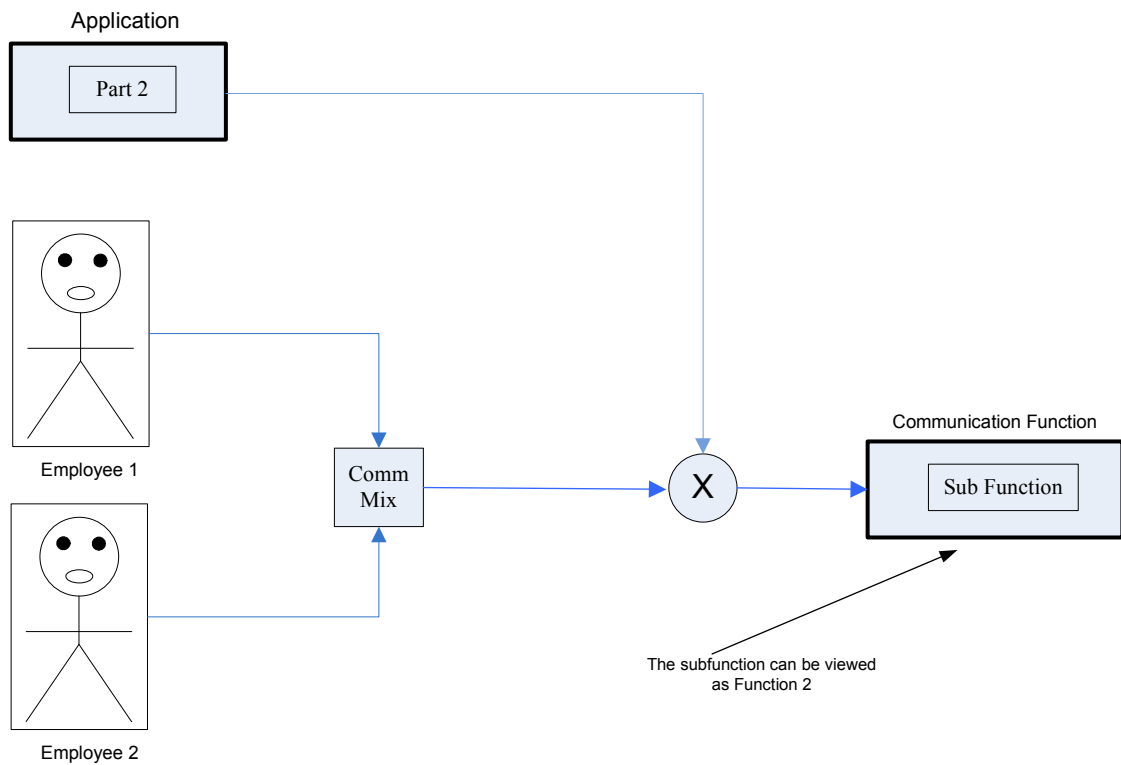 Application
Part 2
Employee 1
Comm
Mix
X
Communication Function
Sub Function
The subfunction can be viewed
as Function 2
Employee 2